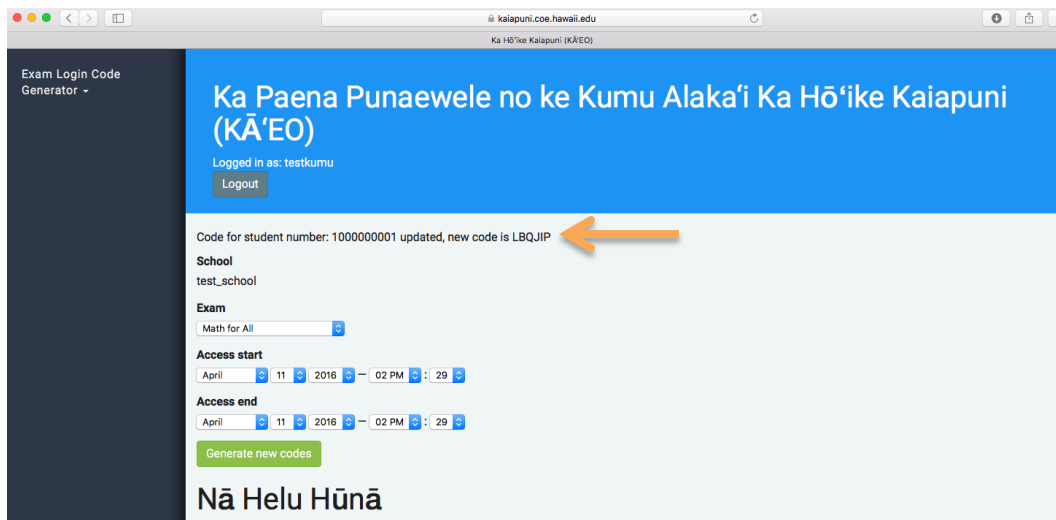 kaiapuni.coe.hawaii.edu
Ka Hōʻike Kaiapuni (KĀʻEO)
Exam Login Code
Generator
Ka Paena Punaewele no ke Kumu Alakaʻi Ka Hōʻike Kaiapuni
(KĀʻEO)
Logged in as: testkumu
Logout
Code for student number: 1000000001 updated, new code is LBQJIP
School
test_school
Exam
Math for All
Access start
April 11 2016 — 02 PM : 29
Access end
April 11 2016 — 02 PM : 29
Generate new codes
Nā Helu Hūnā